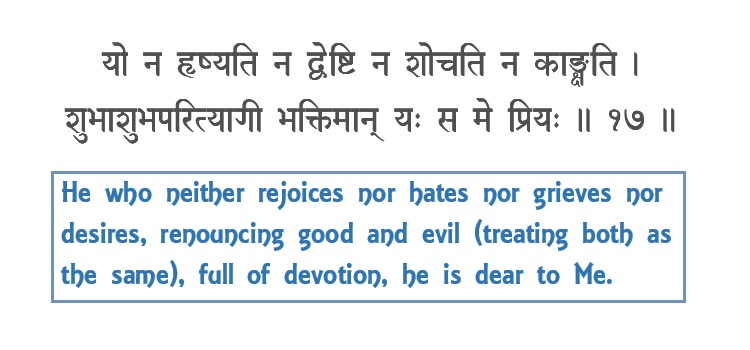 यो न हृष्यति न द्वेष्टि न शोचति न काङ्क्षति ।
शुभाशुभपरित्यागी भक्तिमान् यः स मे प्रियः ॥ १७ ॥
He who neither rejoices nor hates nor grieves nor
desires, renouncing good and evil (treating both as
the same), full of devotion, he is dear to Me.